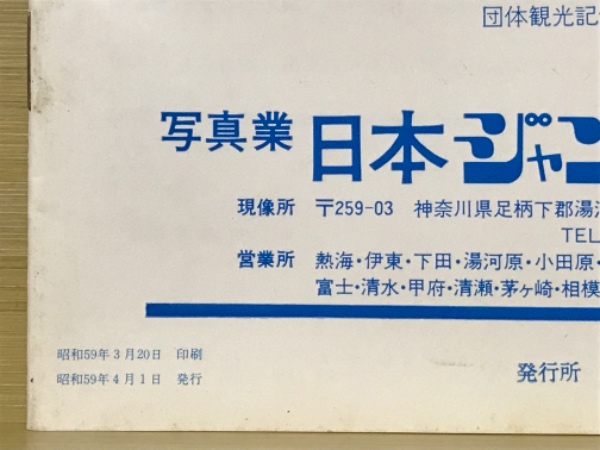 団体観光記
写真業 日本ジャン
現像所 〒259-03 神奈川県足柄下郡湯
TEL
営業所 熱海・伊東・下田・湯河原・小田原・
富士・清水・甲府・清瀬・茅ヶ崎・相模
昭和59年3月20日 印刷
昭和59年4月1日 発行
発行所